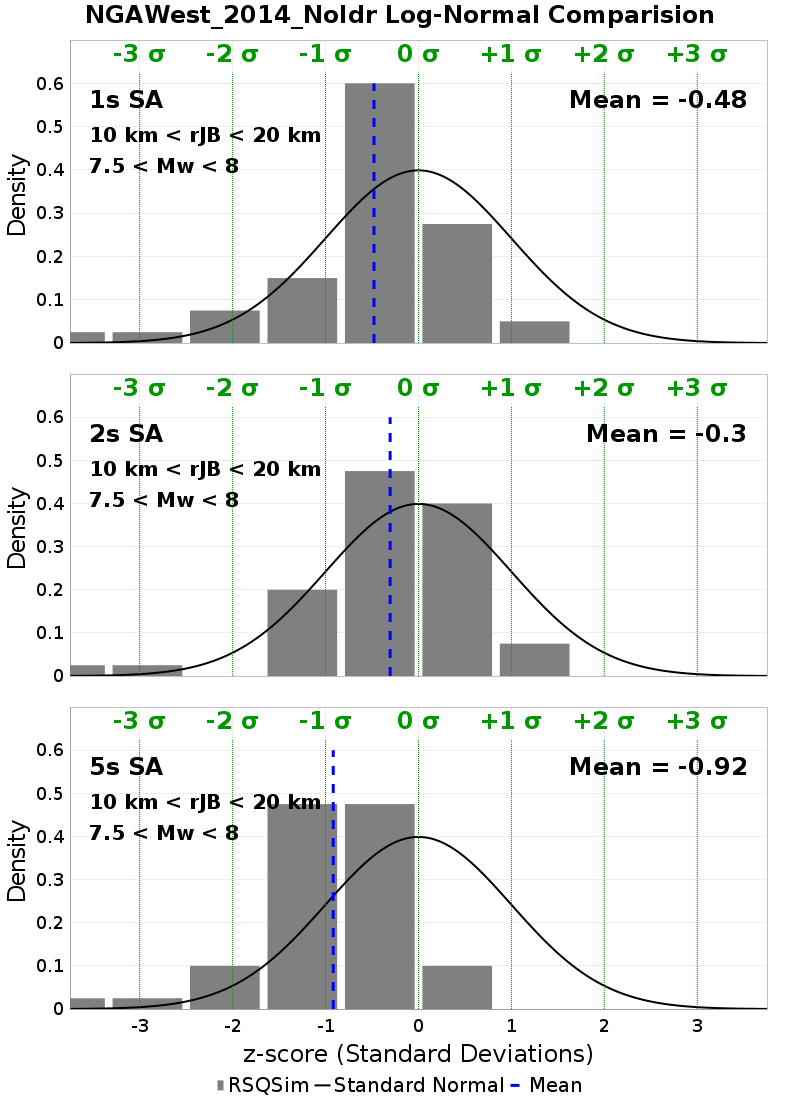 NGAWest_2014_NoIdr Log-Normal Comparision
-3 σ -2 σ -1 σ 0 σ +1 σ +2 σ +3 σ
0.6
1s SA Mean = -0.48
0.5
10 km < rJB < 20 km
7.5 < Mw < 8
0.4
0.3
0.2
0.1
0
Density
-3 σ -2 σ -1 σ 0 σ +1 σ +2 σ +3 σ
0.6
2s SA Mean = -0.3
0.5
10 km < rJB < 20 km
7.5 < Mw < 8
0.4
0.3
0.2
0.1
0
Density
-3 σ -2 σ -1 σ 0 σ +1 σ +2 σ +3 σ
0.6
5s SA Mean = -0.92
0.5
10 km < rJB < 20 km
7.5 < Mw < 8
0.4
0.3
0.2
0.1
0
Density
-3 -2 -1 0 1 2 3
z-score (Standard Deviations)
RSQSim Standard Normal Mean